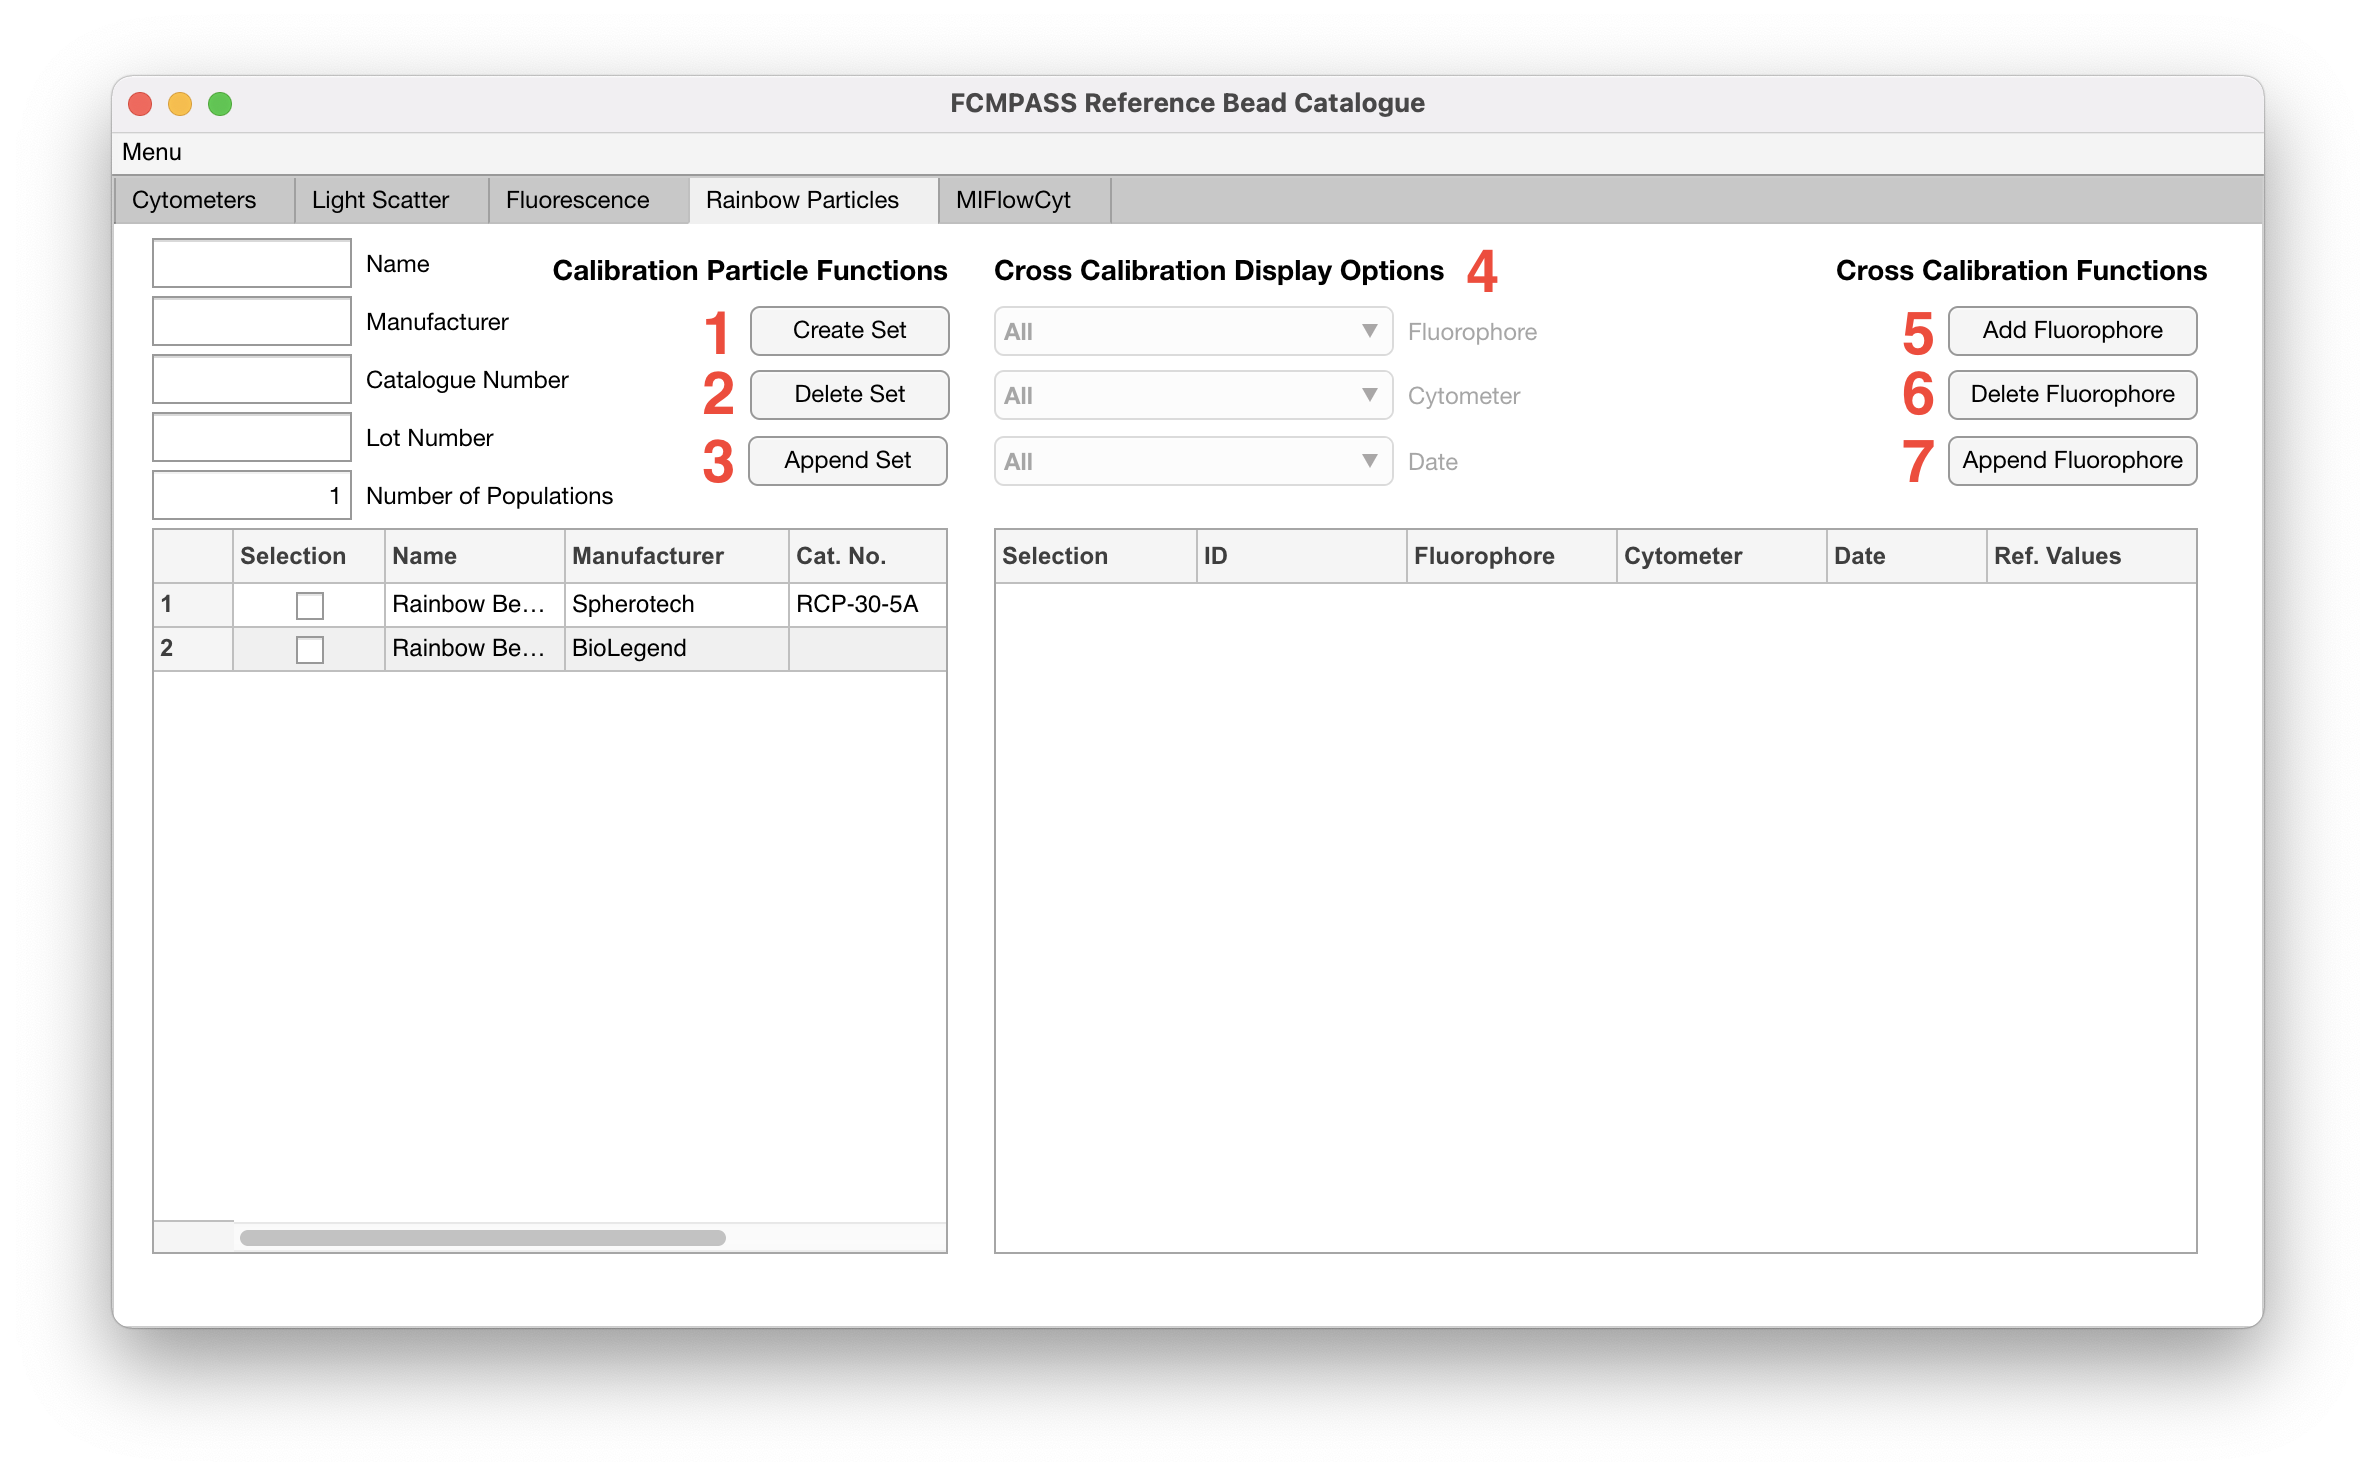 FCMPASS Reference Bead Catalogue
Menu
Cytometers Light Scatter Fluorescence Rainbow Particles MIFlowCyt
Name
Manufacturer
Catalogue Number
Lot Number
1 Number of Populations
Calibration Particle Functions
1 Create Set
2 Delete Set
3 Append Set
Cross Calibration Display Options 4
All Fluorophore
All Cytometer
All Date
Cross Calibration Functions
5 Add Fluorophore
6 Delete Fluorophore
7 Append Fluorophore
Selection Name Manufacturer Cat. No.
1 Rainbow Be... Spherotech RCP-30-5A
2 Rainbow Be... BioLegend
Selection ID Fluorophore Cytometer Date Ref. Values